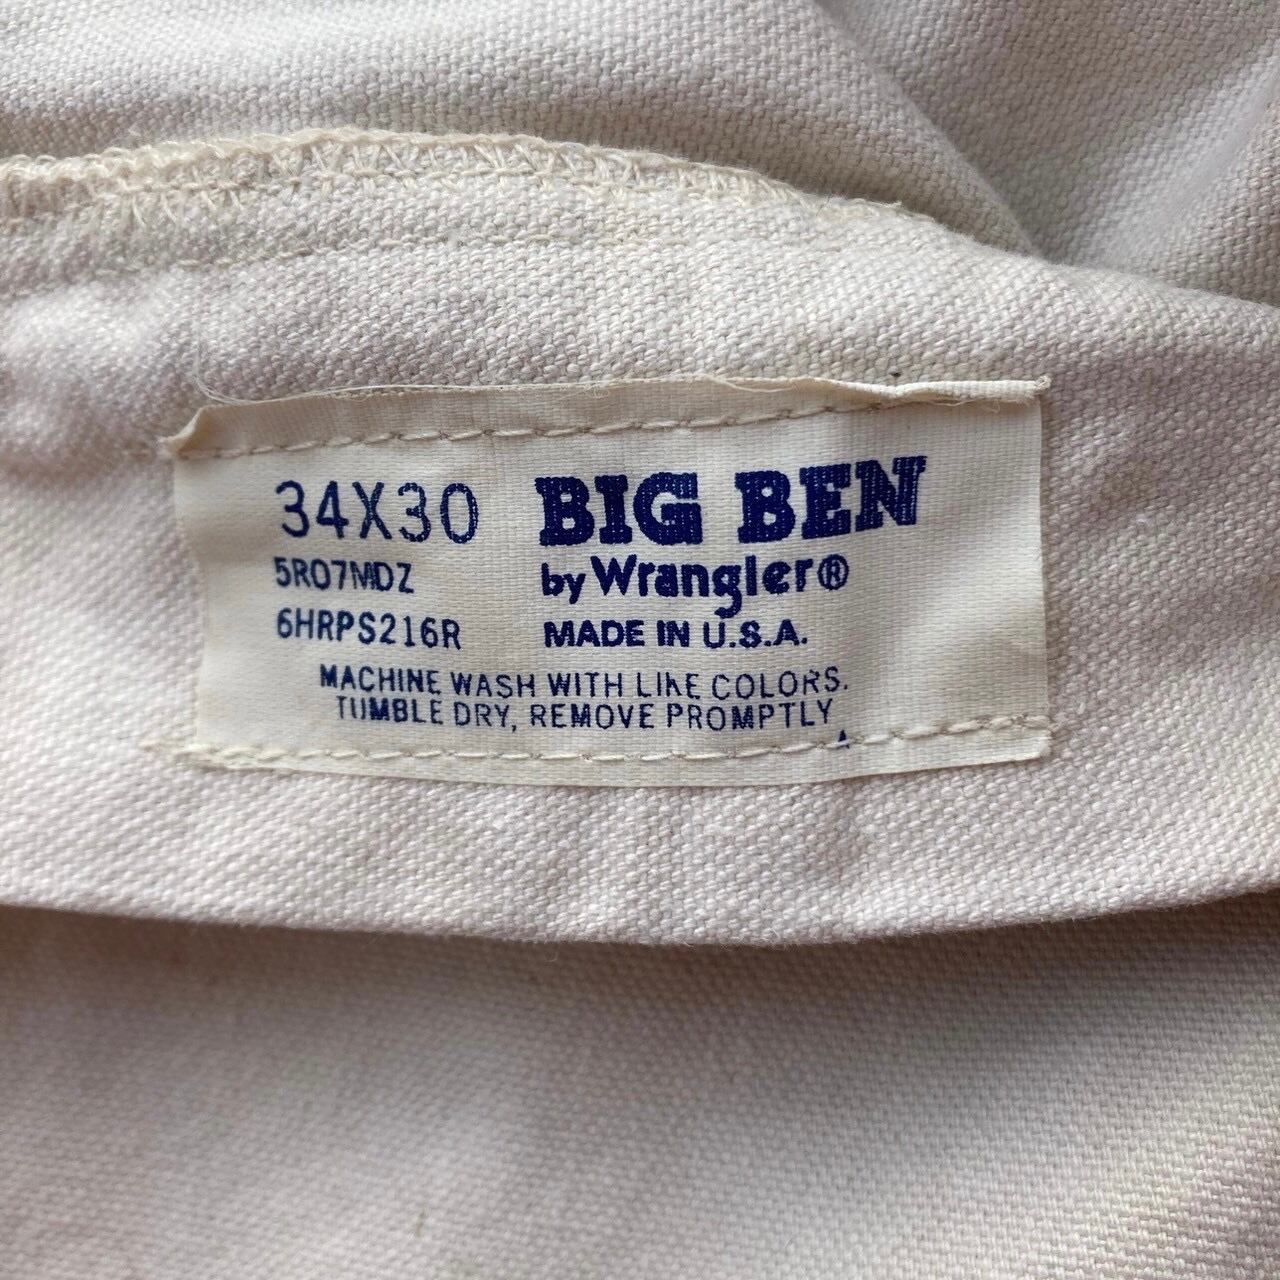 34X30 BIG BEN
5R07MDZ by Wrangler®
6HRPS216R MADE IN U.S.A.
MACHINE WASH WITH LIKE COLORS.
TUMBLE DRY, REMOVE PROMPTLY